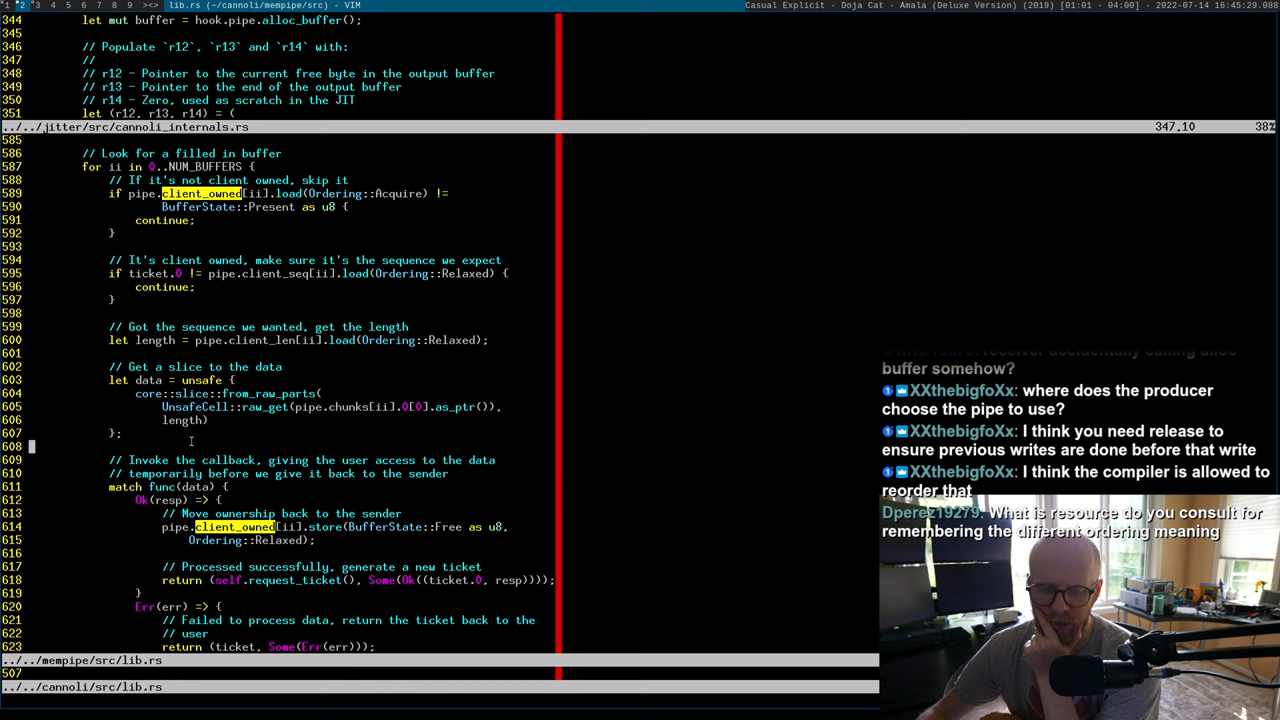 1 2 3 4 5 6 7 8 9 ><> lib.rs (~/cannoli/mempipe/src) - VIM Casual Explicit - Doja Cat - Amala (Deluxe Version) (2019) [01:01 - 04:00] - 2022-07-14 16:45:29.088
344 let mut buffer = hook.pipe.alloc_buffer();
345
346 // Populate `r12`, `r13` and `r14` with:
347 //
348 // r12 - Pointer to the current free byte in the output buffer
349 // r13 - Pointer to the end of the output buffer
350 // r14 - Zero, used as scratch in the JIT
351 let (r12, r13, r14) = (
../../jitter/src/cannoli_internals.rs 347,10 38%
585
586 // Look for a filled in buffer
587 for ii in 0..NUM_BUFFERS {
588 // If it's not client owned, skip it
589 if pipe.client_owned[ii].load(Ordering::Acquire) !=
590 BufferState::Present as u8 {
591 continue;
592 }
593
594 // It's client owned, make sure it's the sequence we expect
595 if ticket.0 != pipe.client_seq[ii].load(Ordering::Relaxed) {
596 continue;
597 }
598
599 // Got the sequence we wanted, get the length
600 let length = pipe.client_len[ii].load(Ordering::Relaxed);
601
602 // Get a slice to the data
603 let data = unsafe {
604 core::slice::from_raw_parts(
605 UnsafeCell::raw_get(pipe.chunks[ii].0[0].as_ptr()),
606 length)
607 };
608
609 // Invoke the callback, giving the user access to the data
610 // temporarily before we give it back to the sender
611 match func(data) {
612 Ok(resp) => {
613 // Move ownership back to the sender
614 pipe.client_owned[ii].store(BufferState::Free as u8,
615 Ordering::Relaxed);
616
617 // Processed successfully, generate a new ticket
618 return (self.request_ticket(), Some(Ok((ticket.0, resp))));
619 }
620 Err(err) => {
621 // Failed to process data, return the ticket back to the
622 // user
623 return (ticket, Some(Err(err)));
../../mempipe/src/lib.rs
507
../../cannoli/src/lib.rs
receiver accidentally calling alloc
buffer somehow?
XXthebigfoXx: where does the producer
choose the pipe to use?
XXthebigfoXx: I think you need release to
ensure previous writes are done before that write
XXthebigfoXx: I think the compiler is allowed to
reorder that
Dperez19279: What is resource do you consult for
remembering the different ordering meaning